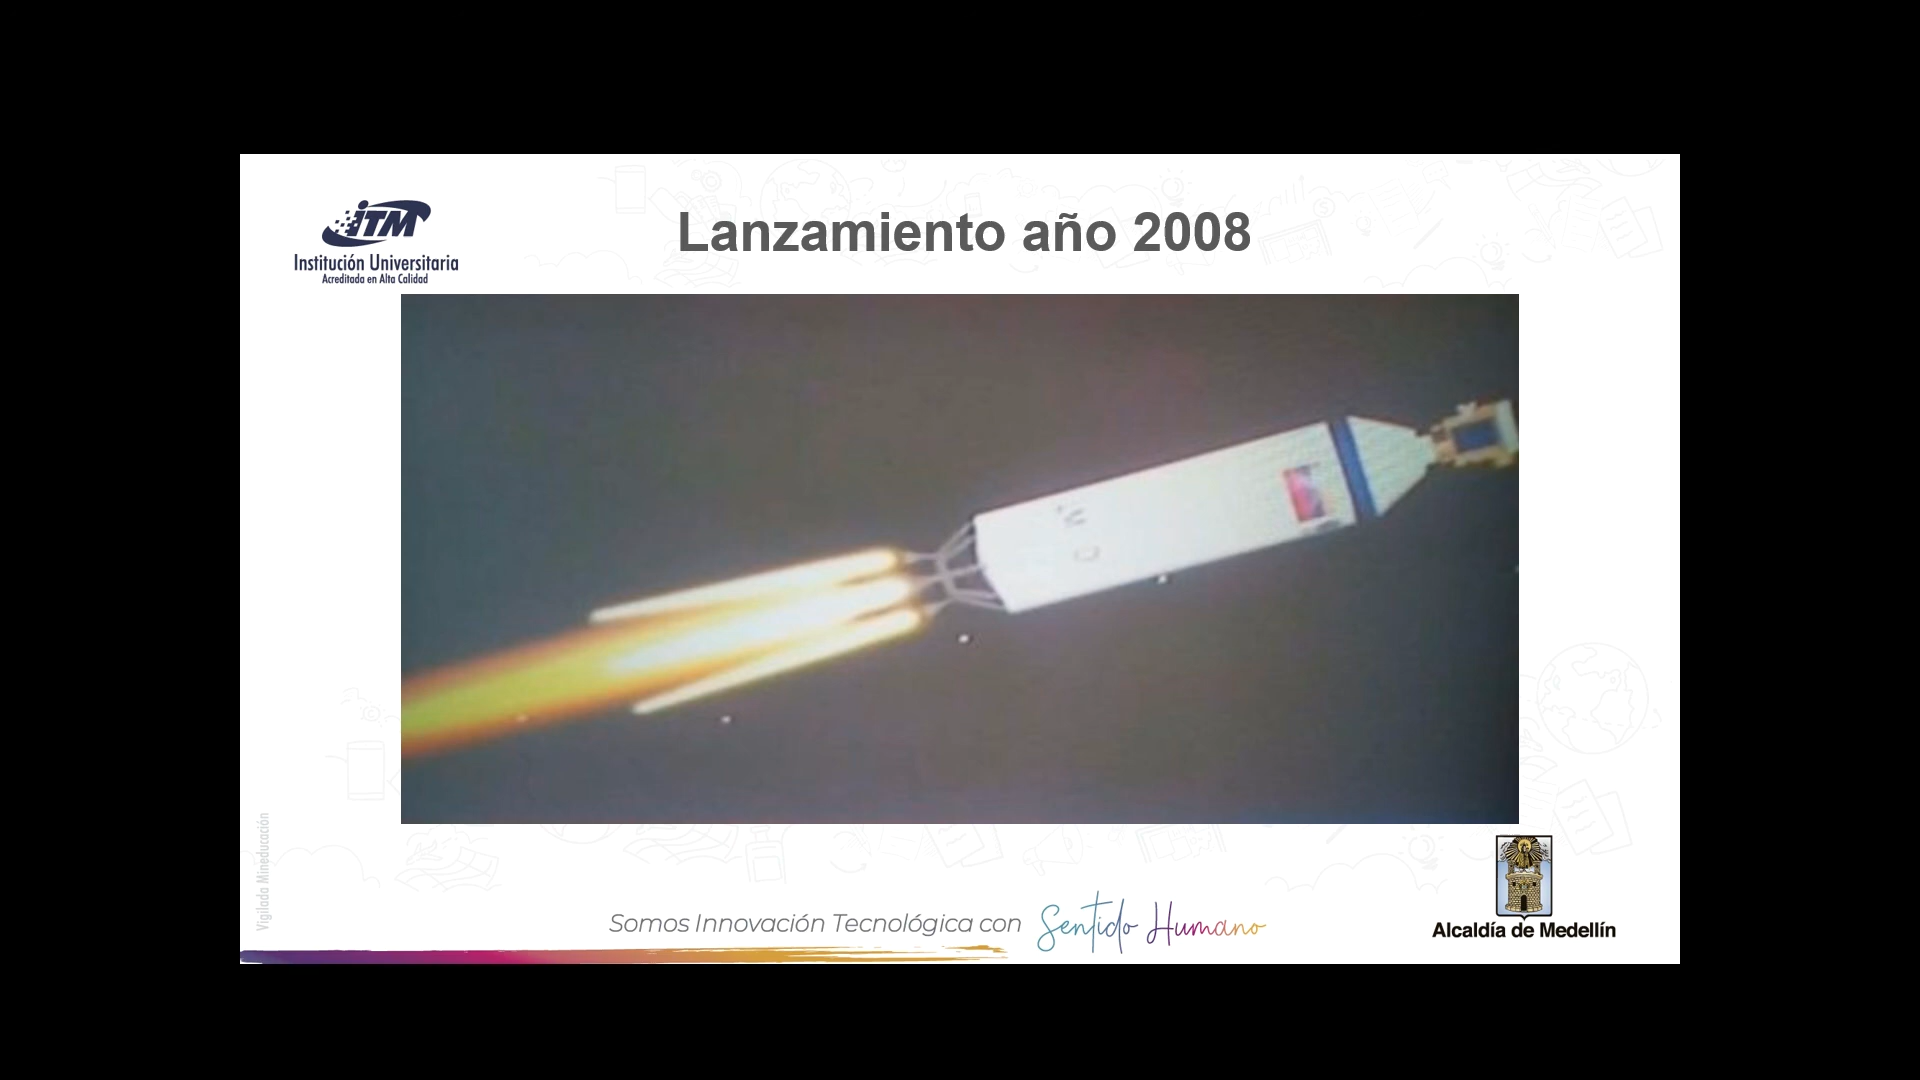 iTM
Institución Universitaria
Acreditada en Alta Calidad
Lanzamiento año 2008
Vigilada Mineducación
Somos Innovación Tecnológica con Sentido Humano
Alcaldía de Medellín